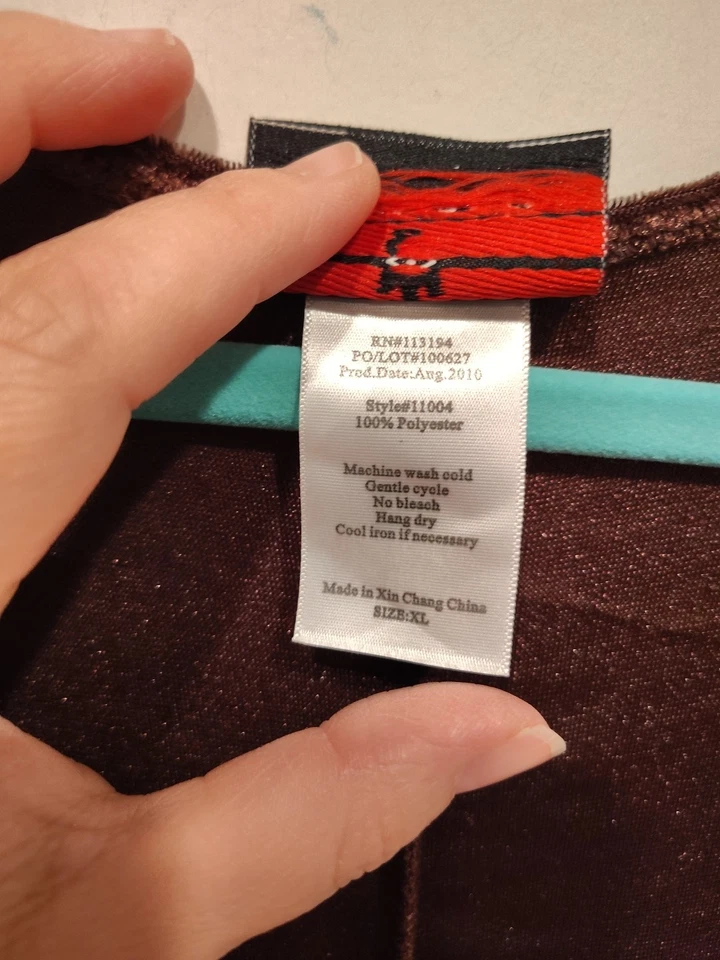 RN#113194
PO/LOT#100627
Prod.Date:Aug.2010
Style#11004
100% Polyester
Machine wash cold
Gentle cycle
No bleach
Hang dry
Cool iron if necessary
Made in Xin Chang China
SIZE:XL